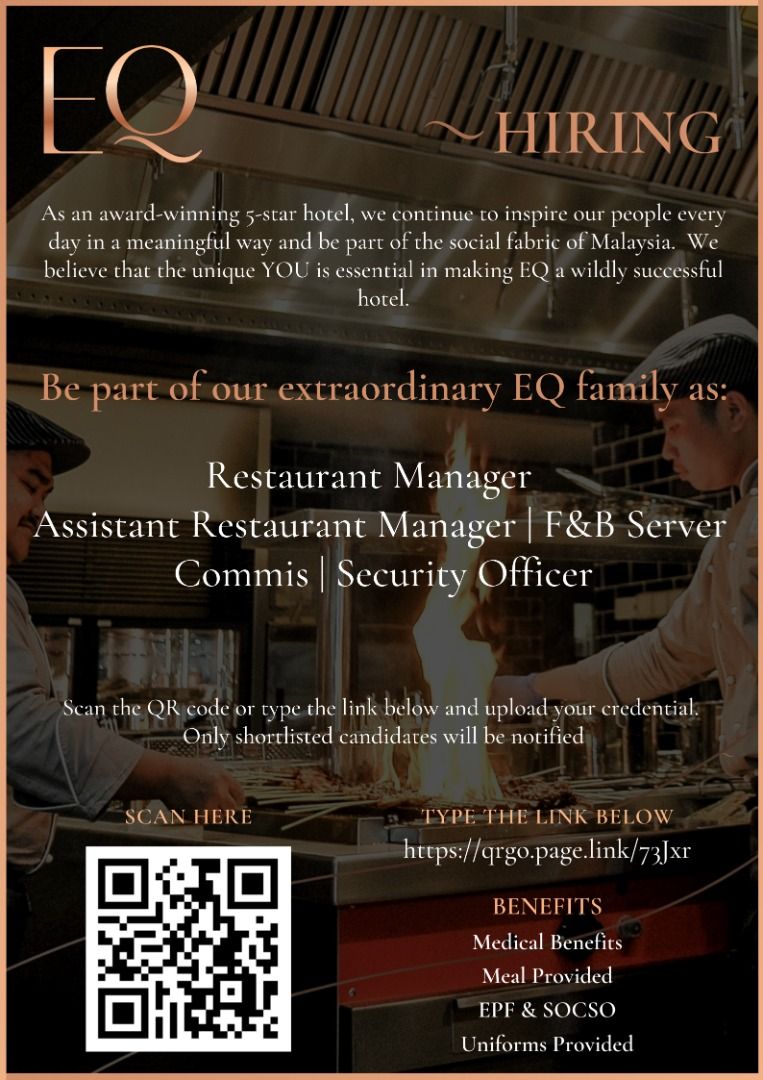 EQ
~HIRING
As an award-winning 5-star hotel, we continue to inspire our people every
day in a meaningful way and be part of the social fabric of Malaysia. We
believe that the unique YOU is essential in making EQ a wildly successful
hotel.
Be part of our extraordinary EQ family as:
Restaurant Manager
Assistant Restaurant Manager | F&B Server
Commis | Security Officer
Scan the QR code or type the link below and upload your credential.
Only shortlisted candidates will be notified
SCAN HERE
TYPE THE LINK BELOW
https://qrgo.page.link/73Jxr
BENEFITS
Medical Benefits
Meal Provided
EPF & SOCSO
Uniforms Provided